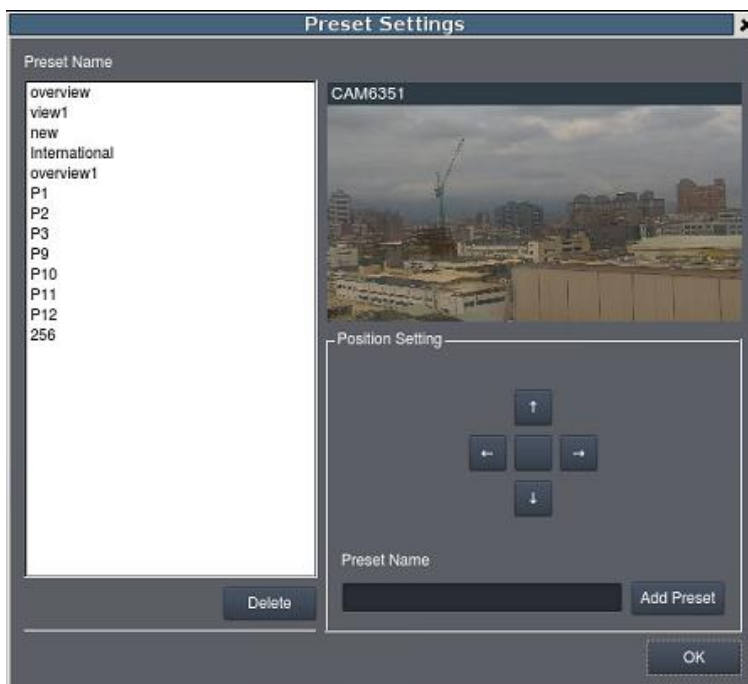 Preset Settings
Preset Name
overview
view1
new
International
overview1
P1
P2
P3
P9
P10
P11
P12
256
Delete
CAM6351
Position Setting
↑
← →
↓
Preset Name
Add Preset
OK